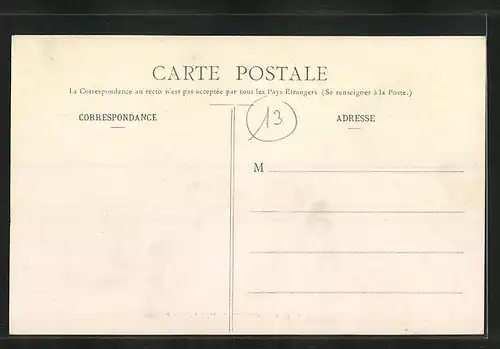 CARTE POSTALE
La Correspondance au recto n'est pas acceptée par tous les Pays Étrangers (Se renseigner à la Poste.)
CORRESPONDANCE
13
ADRESSE
M